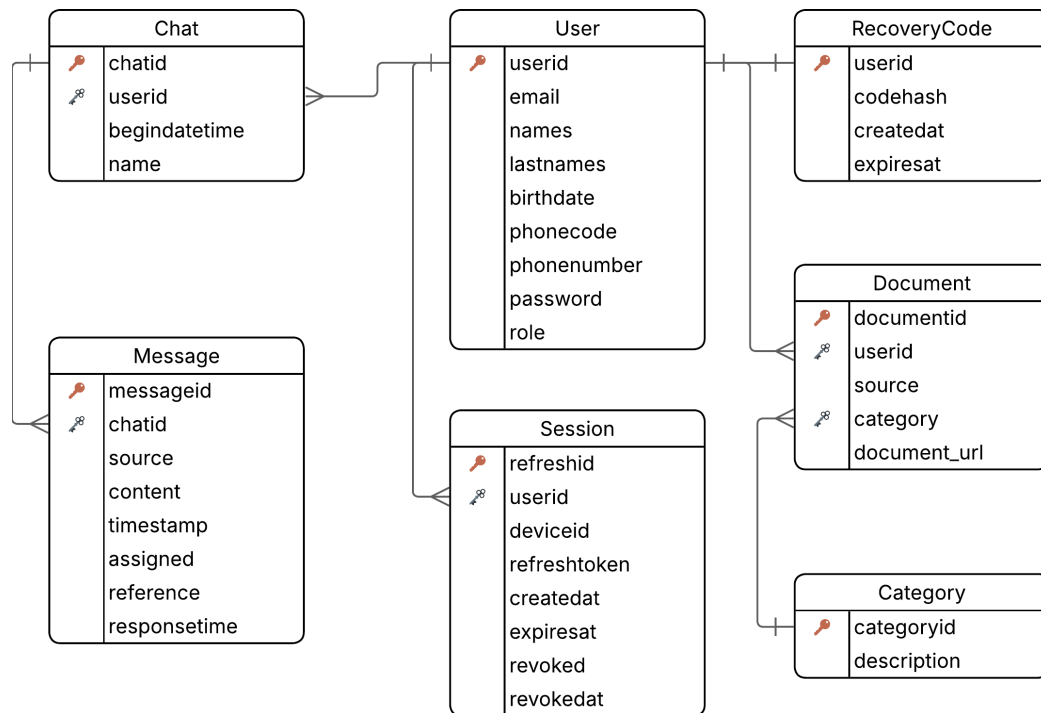 Chat
chatid
userid
begindatetime
name
User
userid
email
names
lastnames
birthdate
phonecode
phonenumber
password
role
RecoveryCode
userid
codehash
createdat
expiresat
Message
messageid
chatid
source
content
timestamp
assigned
reference
responsetime
Session
refreshid
userid
deviceid
refreshtoken
createdat
expiresat
revoked
revokedat
Document
documentid
userid
source
category
document_url
Category
categoryid
description